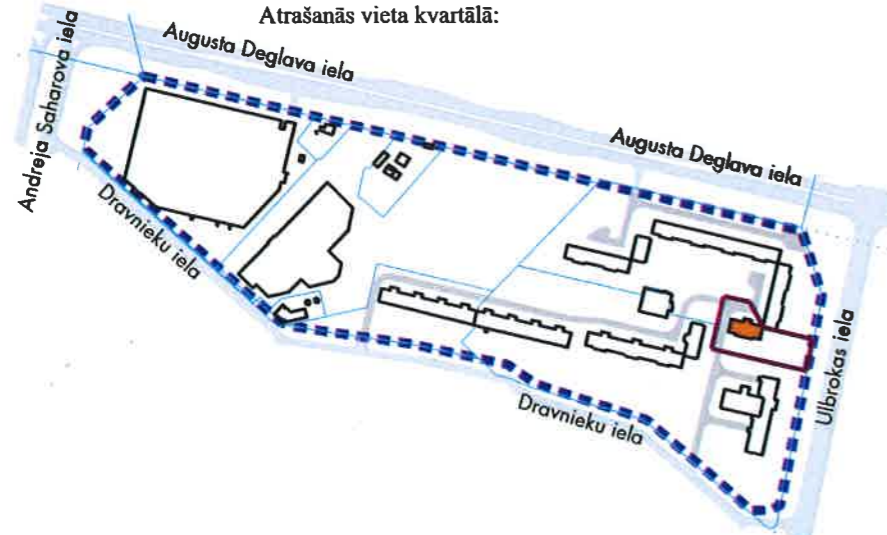 Atrašanās vieta kvartālā:
Augusta Deglava iela
Andreja Saharova iela
Augusta Deglava iela
Dravnieku iela
Ulbrokas iela
Dravnieku iela